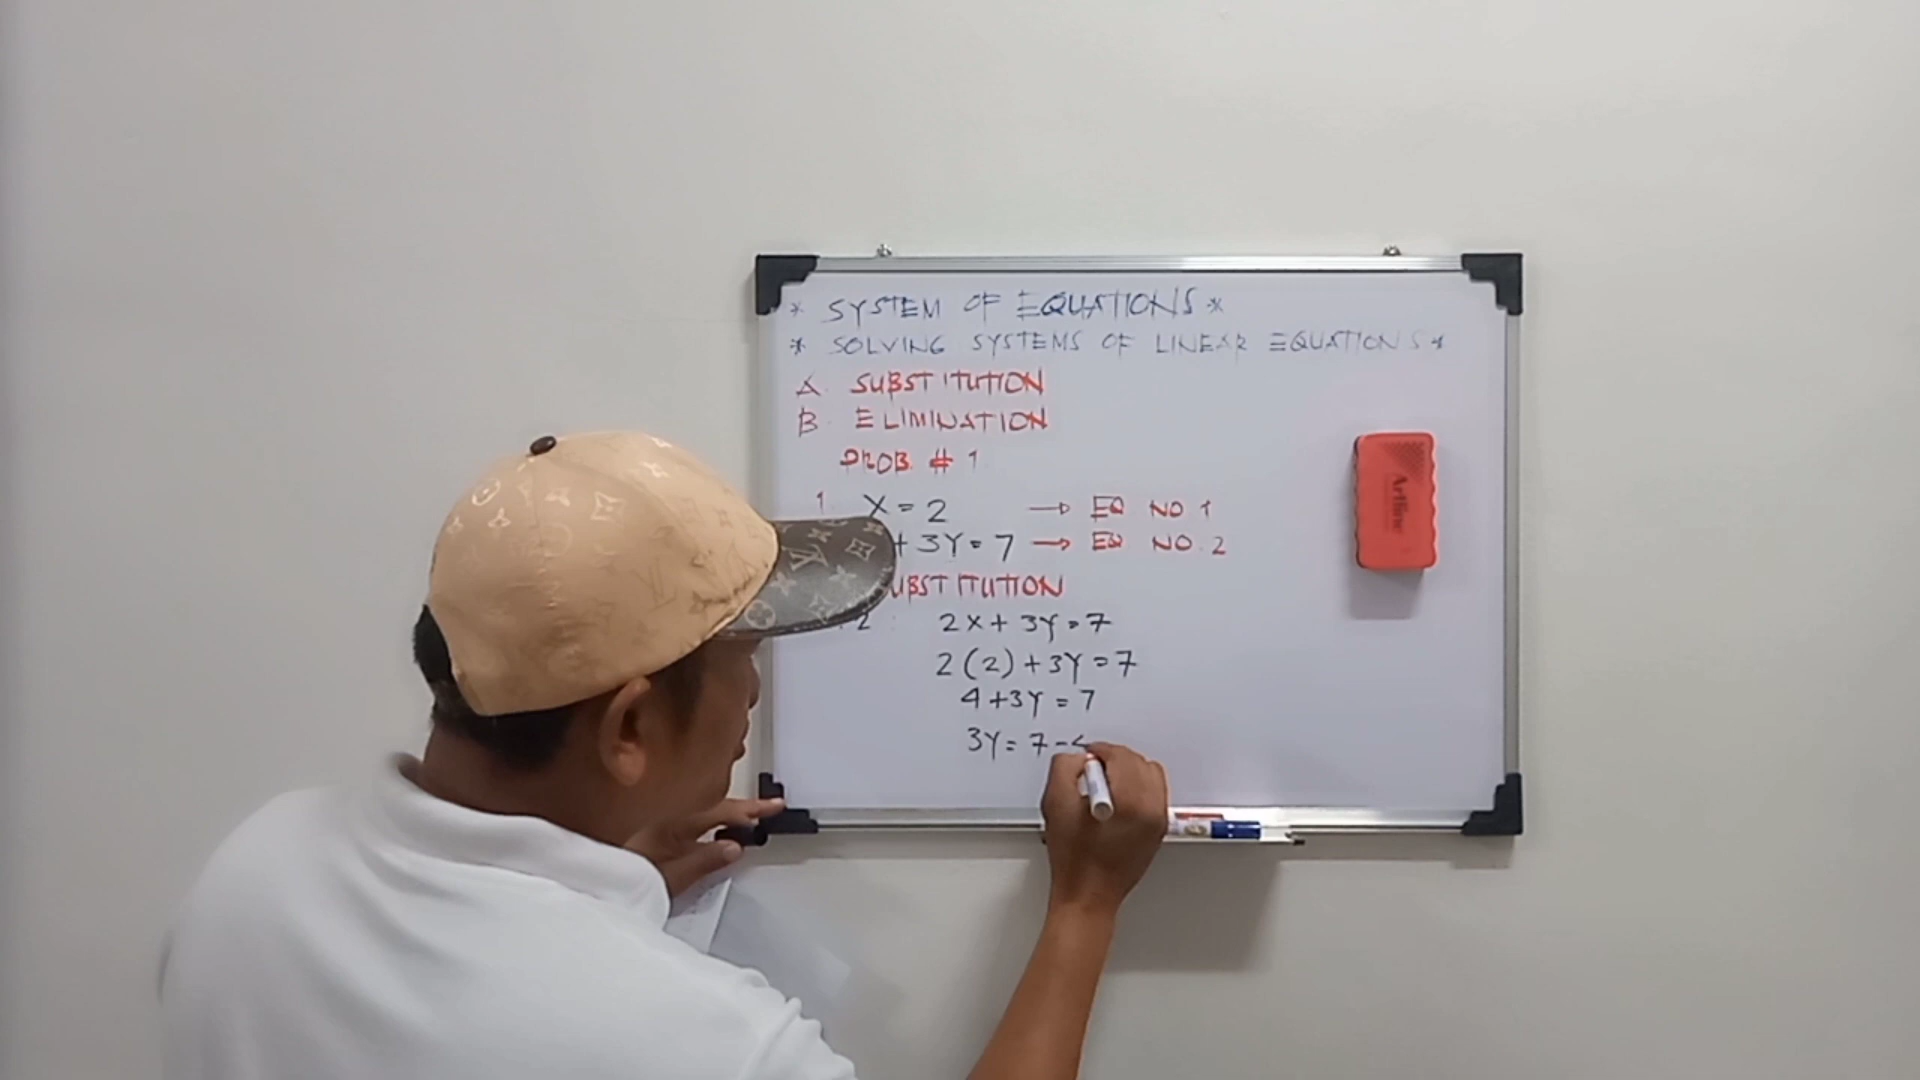 * SYSTEM OF EQUATIONS *
* SOLVING SYSTEMS OF LINEAR EQUATIONS *
A. SUBSTITUTION
B. ELIMINATION
PROB. # 1
1. X = 2 → EQ NO 1
+ 3Y = 7 → EQ NO. 2
UBSTITUTION
2 : 2X + 3Y = 7
2 (2) + 3Y = 7
4 + 3Y = 7
3Y = 7 -
Artline